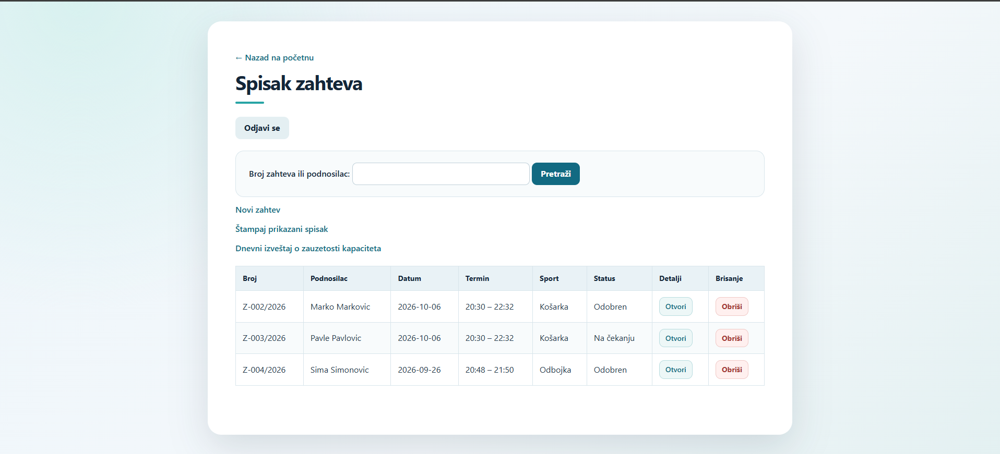 ← Nazad na početnu
Spisak zahteva
Odjavi se
Broj zahteva ili podnosilac: Pretraži
Novi zahtev
Štampaj prikazani spisak
Dnevni izveštaj o zauzetosti kapaciteta
Broj Podnosilac Datum Termin Sport Status Detalji Brisanje
Z-002/2026 Marko Markovic 2026-10-06 20:30 – 22:32 Košarka Odobren Otvori Obriši
Z-003/2026 Pavle Pavlovic 2026-10-06 20:30 – 22:32 Košarka Na čekanju Otvori Obriši
Z-004/2026 Sima Simonovic 2026-09-26 20:48 – 21:50 Odbojka Odobren Otvori Obriši